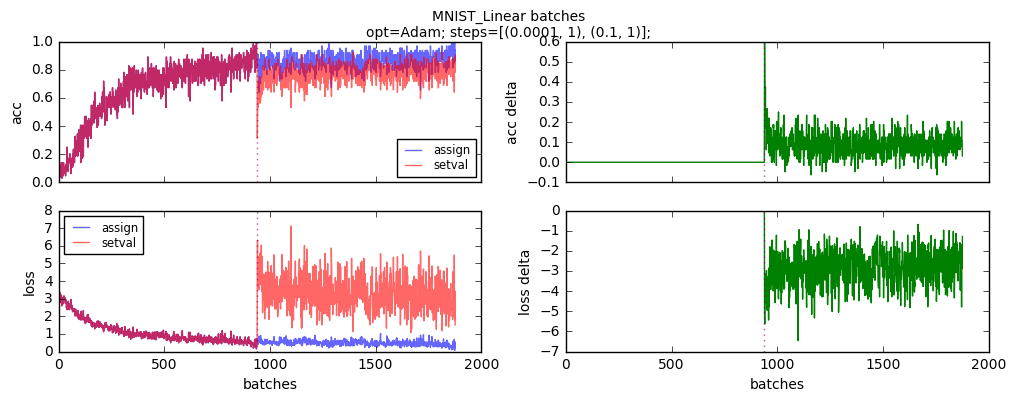 MNIST_Linear batches
opt=Adam; steps=[(0.0001, 1), (0.1, 1)];
acc
1.0
0.8
0.6
0.4
0.2
0.0
assign
setval
acc delta
0.6
0.5
0.4
0.3
0.2
0.1
0.0
−0.1
loss
8
7
6
5
4
3
2
1
0
assign
setval
0 500 1000 1500 2000
batches
loss delta
0
−1
−2
−3
−4
−5
−6
−7
0 500 1000 1500 2000
batches